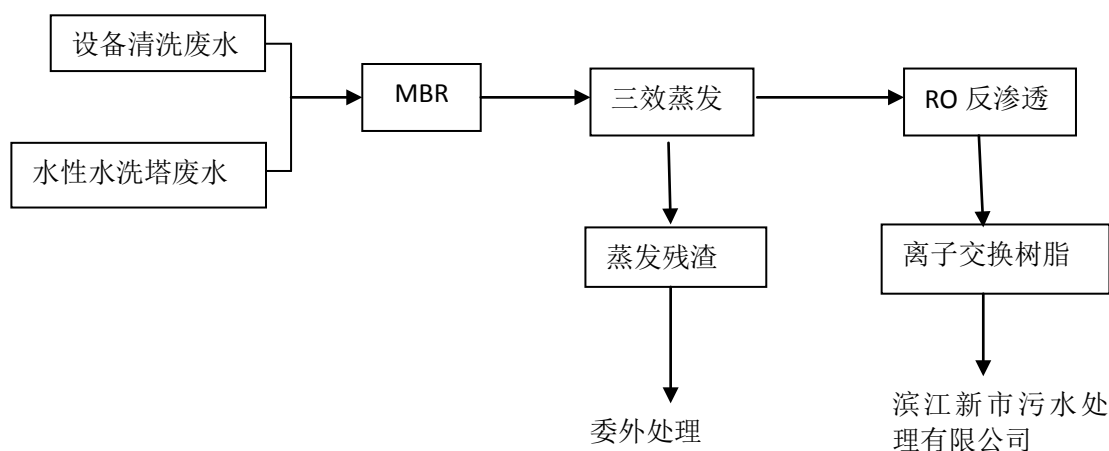 设备清洗废水
水性水洗塔废水
MBR
三效蒸发
RO 反渗透
蒸发残渣
离子交换树脂
委外处理
滨江新市污水处
理有限公司